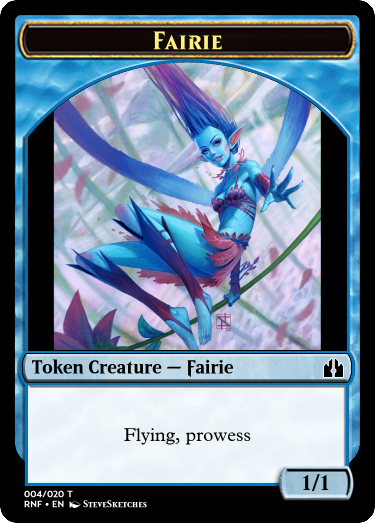 FAIRIE
Token Creature — Fairie
Flying, prowess
1/1
004/020 T
RNF • EN SteveSketches